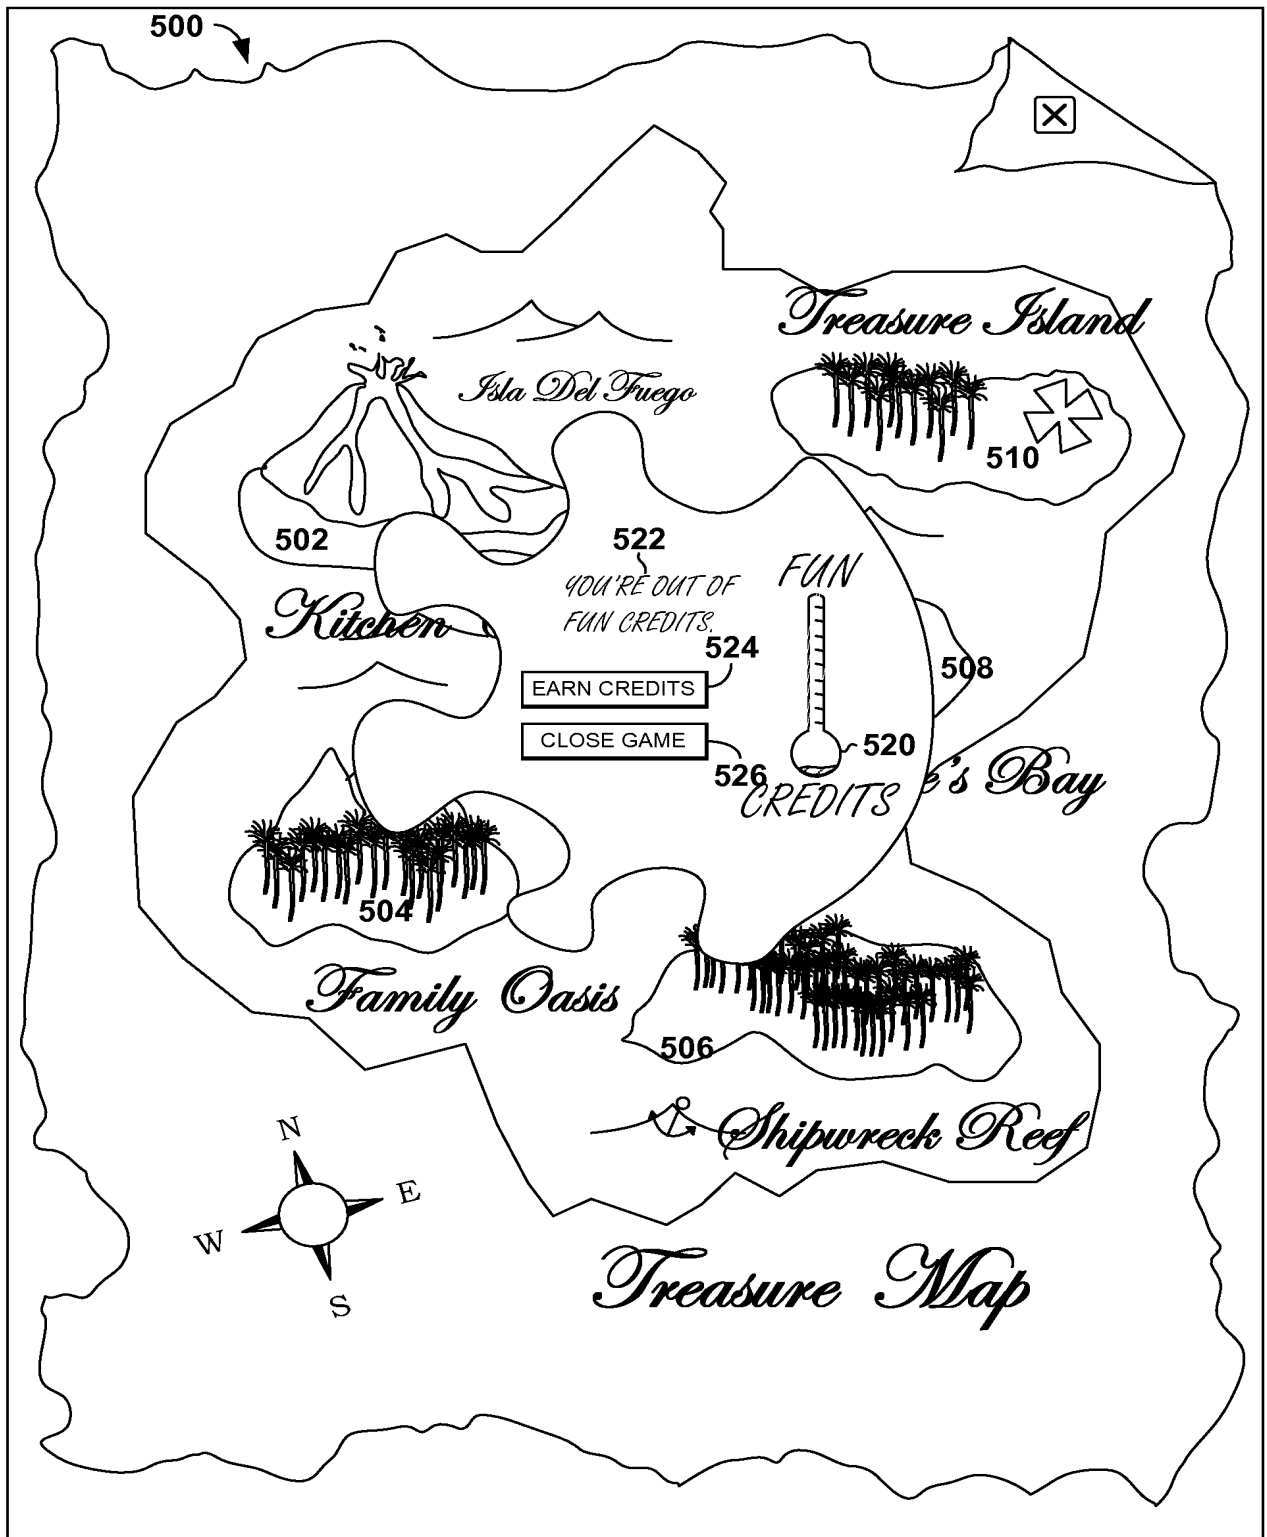 500
Treasure Island
Isla Del Fuego
510
502
522
FUN
YOU'RE OUT OF
FUN CREDITS.
Kitchen
524
508
EARN CREDITS
CLOSE GAME
520
526
e's Bay
CREDITS
504
Family Oasis
506
Shipwreck Reef
N
E
W
S
Treasure Map